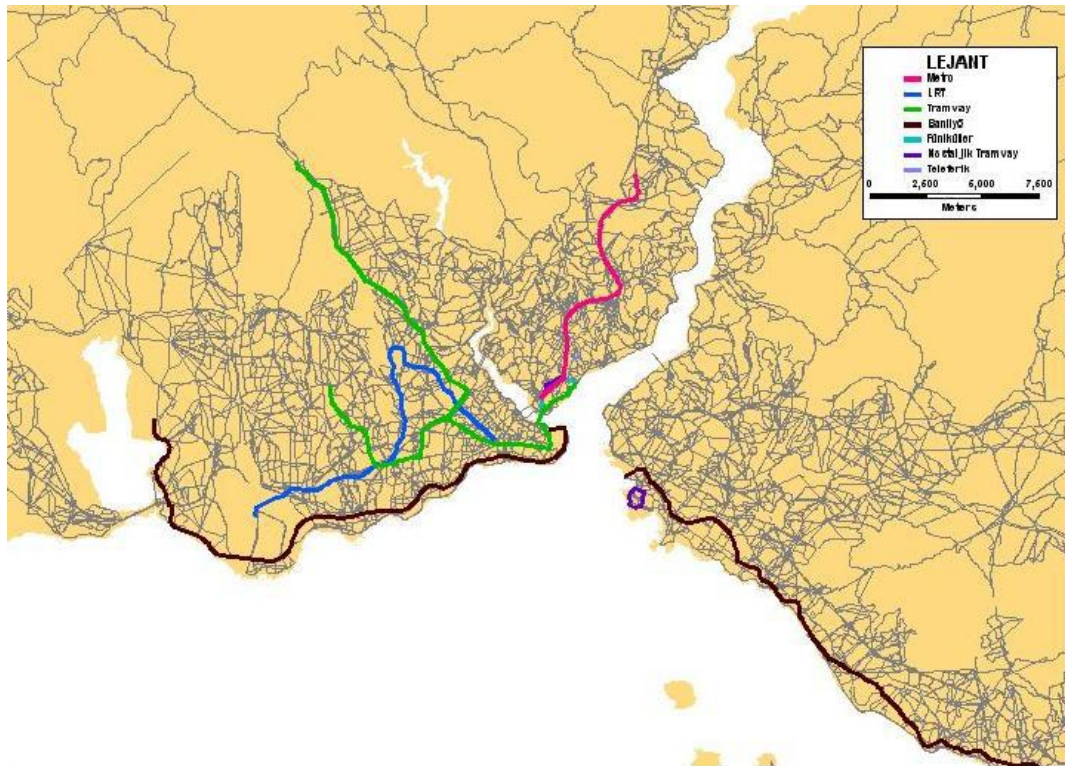 LEJANT
Metro
LRT
Tramvay
Banliyö
Füniküler
Nostaljik Tramvay
Teleferik
0 2,500 5,000 7,500
Meters